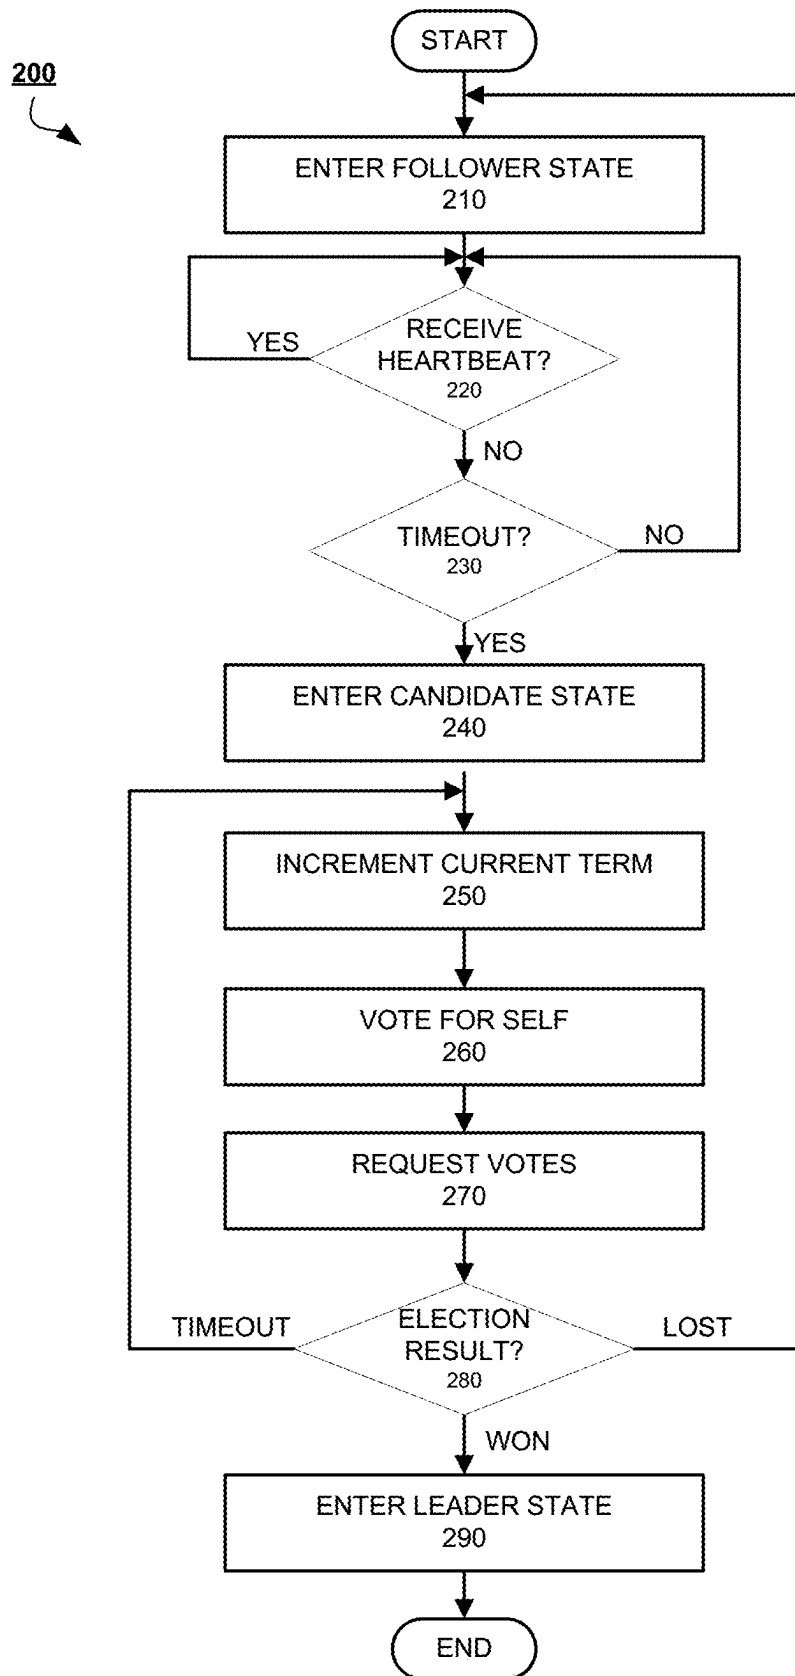 START
200
ENTER FOLLOWER STATE
210
RECEIVE
HEARTBEAT?
220
YES
NO
TIMEOUT?
230
NO
YES
ENTER CANDIDATE STATE
240
INCREMENT CURRENT TERM
250
VOTE FOR SELF
260
REQUEST VOTES
270
ELECTION
RESULT?
280
TIMEOUT
LOST
WON
ENTER LEADER STATE
290
END